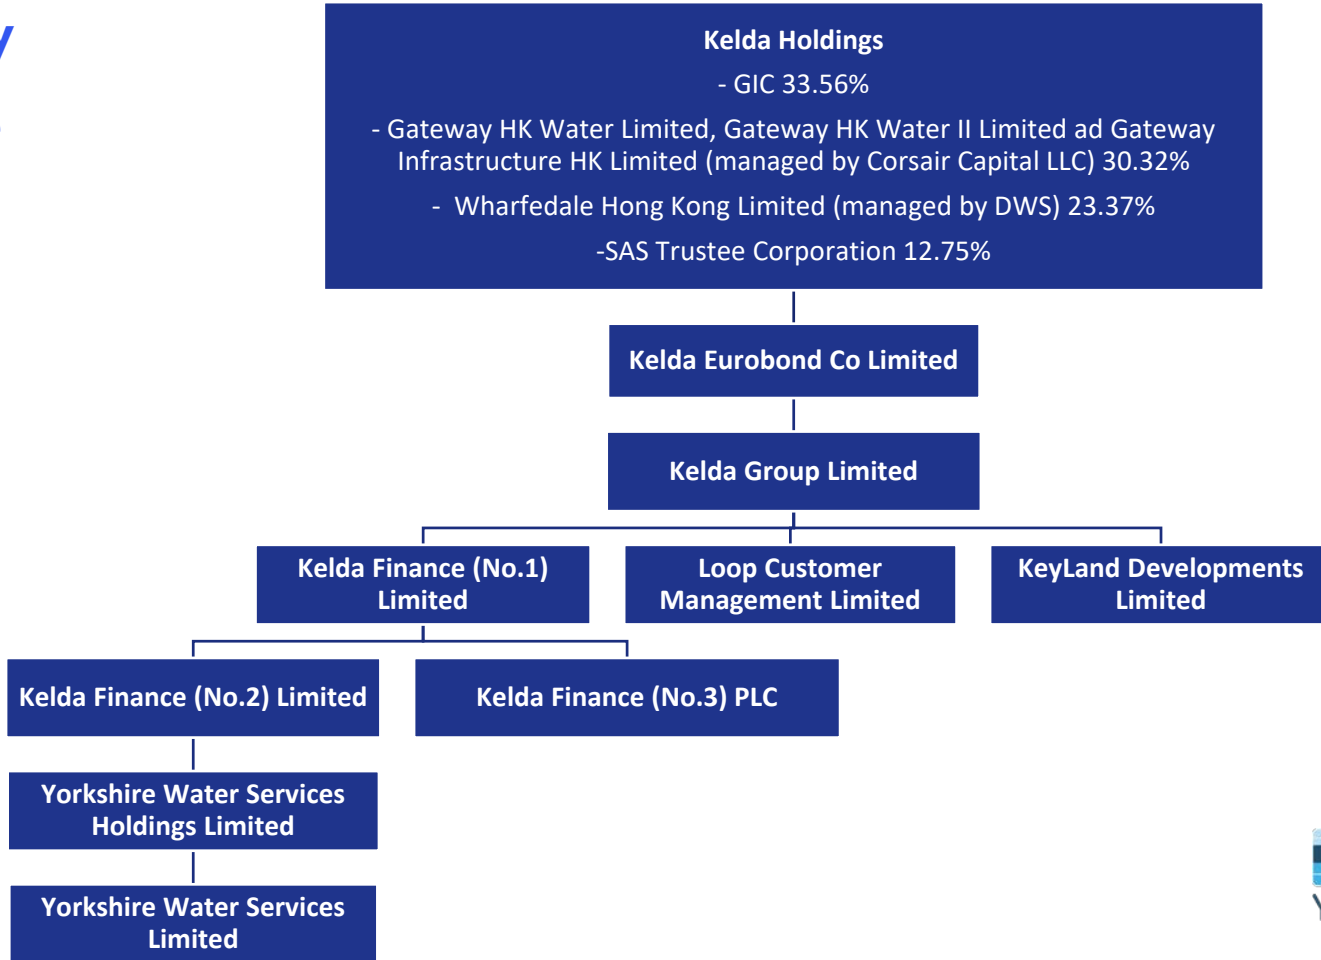 Kelda Holdings
- GIC 33.56%
- Gateway HK Water Limited, Gateway HK Water II Limited ad Gateway
Infrastructure HK Limited (managed by Corsair Capital LLC) 30.32%
- Wharfedale Hong Kong Limited (managed by DWS) 23.37%
-SAS Trustee Corporation 12.75%
Kelda Eurobond Co Limited
Kelda Group Limited
Kelda Finance (No.1)
Limited
Loop Customer
Management Limited
KeyLand Developments
Limited
Kelda Finance (No.2) Limited
Kelda Finance (No.3) PLC
Yorkshire Water Services
Holdings Limited
Yorkshire Water Services
Limited